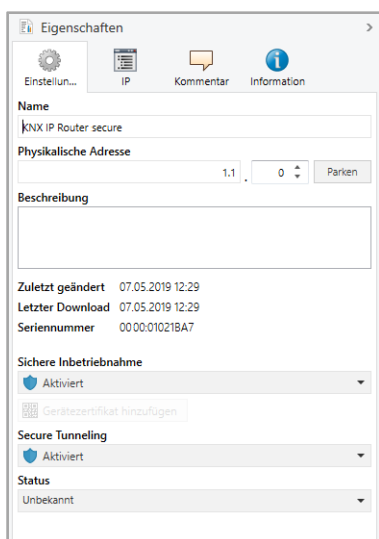 Eigenschaften
Einstellun... IP Kommentar Information
Name
KNX IP Router secure
Physikalische Adresse
1.1 . 0 Parken
Beschreibung
Zuletzt geändert 07.05.2019 12:29
Letzter Download 07.05.2019 12:29
Seriennummer 0000:01021BA7
Sichere Inbetriebnahme
Aktiviert
Gerätezertifikat hinzufügen
Secure Tunneling
Aktiviert
Status
Unbekannt